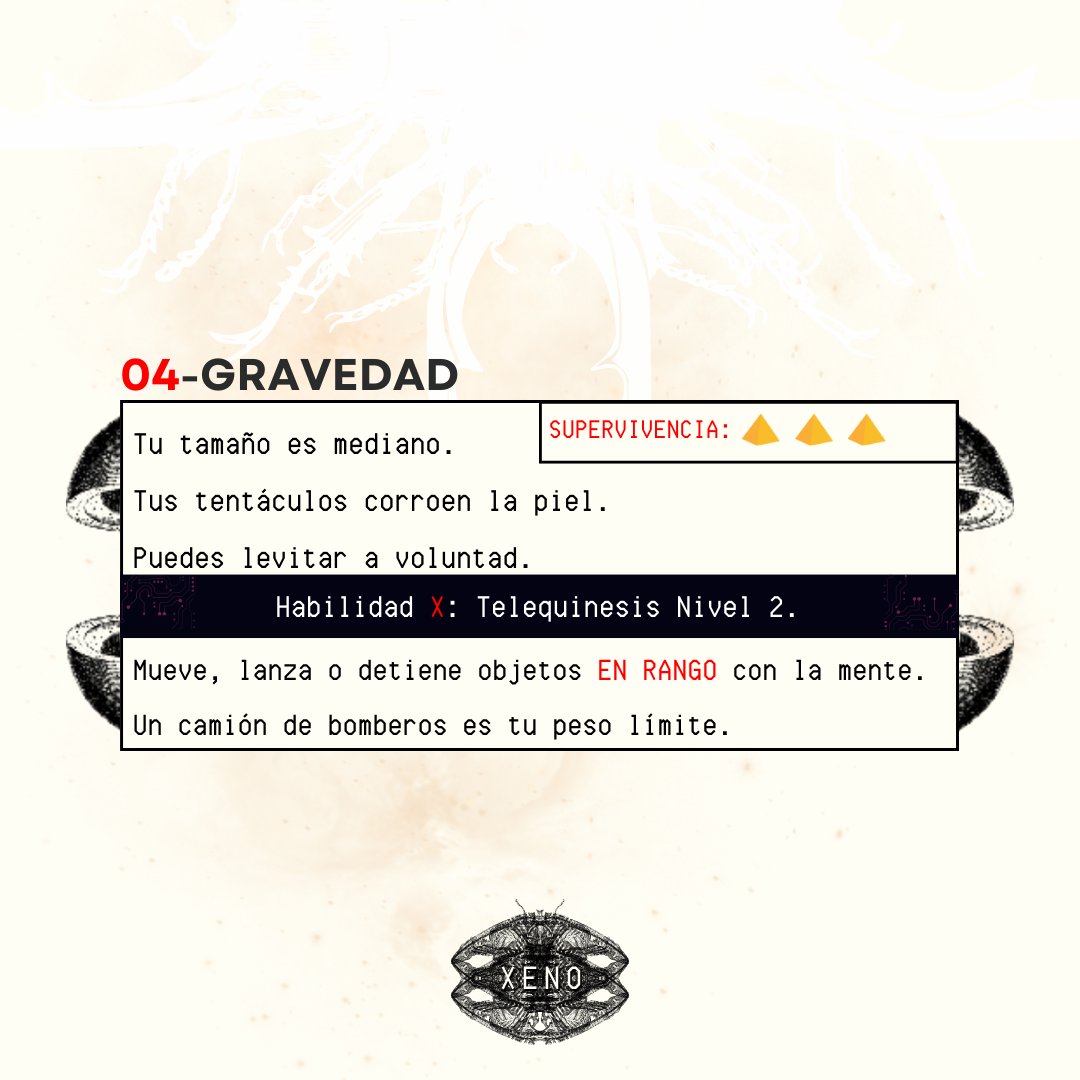 04-GRAVEDAD
SUPERVIVENCIA:
Tu tamaño es mediano.
Tus tentáculos corroen la piel.
Puedes levitar a voluntad.
Habilidad X: Telequinesis Nivel 2.
Mueve, lanza o detiene objetos EN RANGO con la mente.
Un camión de bomberos es tu peso límite.
XENO